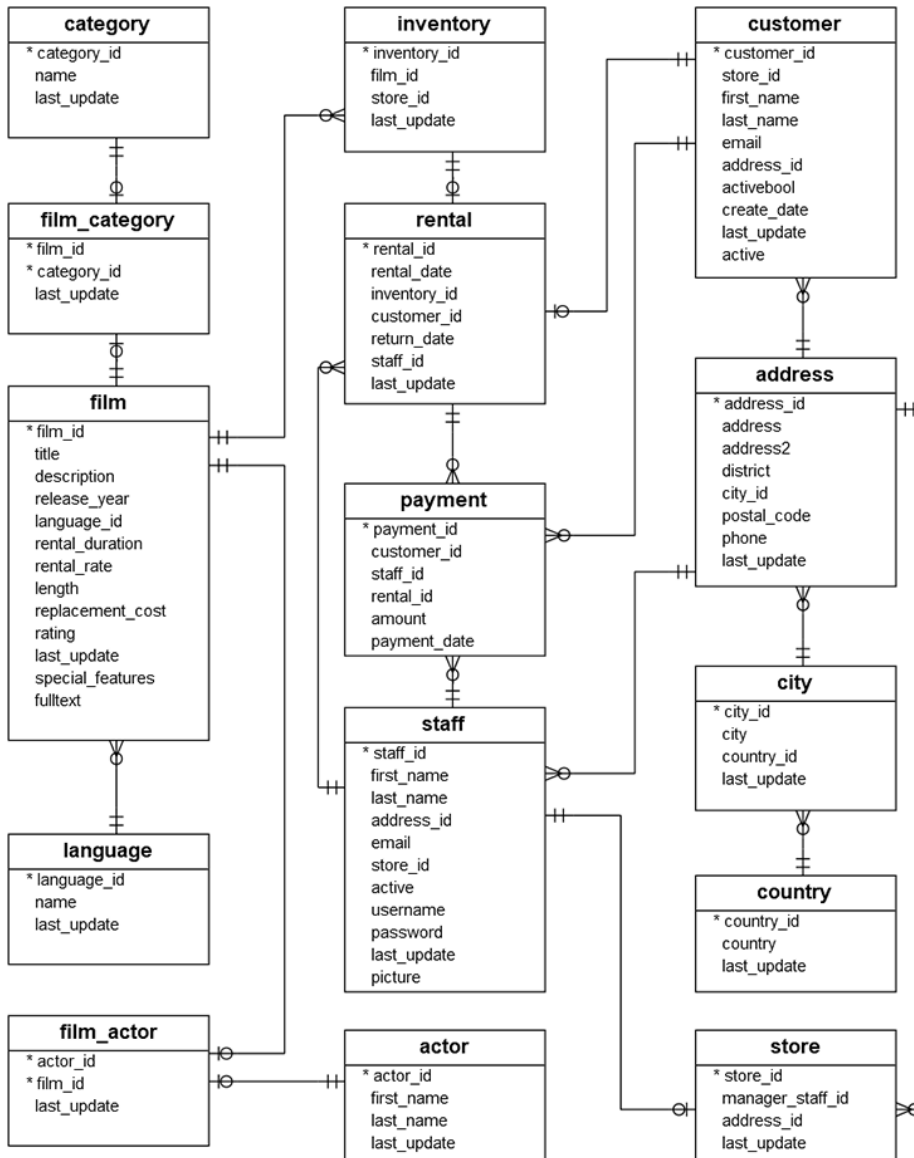 category
* category_id
name
last_update
film_category
* film_id
* category_id
last_update
film
* film_id
title
description
release_year
language_id
rental_duration
rental_rate
length
replacement_cost
rating
last_update
special_features
fulltext
language
* language_id
name
last_update
film_actor
* actor_id
* film_id
last_update
inventory
* inventory_id
film_id
store_id
last_update
rental
* rental_id
rental_date
inventory_id
customer_id
return_date
staff_id
last_update
payment
* payment_id
customer_id
staff_id
rental_id
amount
payment_date
staff
* staff_id
first_name
last_name
address_id
email
store_id
active
username
password
last_update
picture
actor
* actor_id
first_name
last_name
last_update
customer
* customer_id
store_id
first_name
last_name
email
address_id
activebool
create_date
last_update
active
address
* address_id
address
address2
district
city_id
postal_code
phone
last_update
city
* city_id
city
country_id
last_update
country
* country_id
country
last_update
store
* store_id
manager_staff_id
address_id
last_update